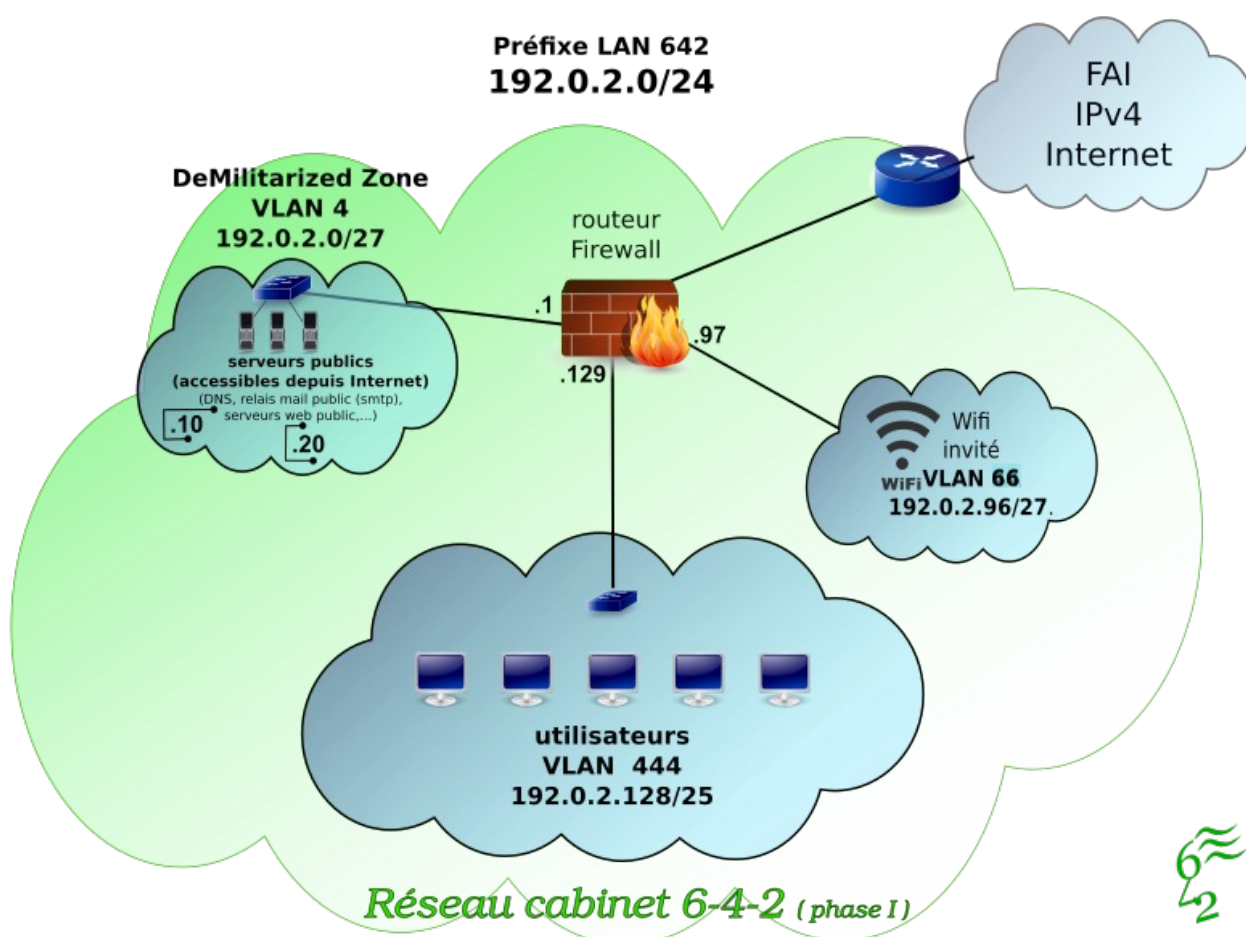 Préfixe LAN 642
192.0.2.0/24
FAI
IPv4
Internet
DeMilitarized Zone
VLAN 4
192.0.2.0/27
routeur
Firewall
.1
.97
.129
serveurs publics
(accessibles depuis Internet)
(DNS, relais mail public (smtp),
serveurs web public,...)
.10
.20
Wifi
invité
WiFi VLAN 66
192.0.2.96/27.
utilisateurs
VLAN 444
192.0.2.128/25
Réseau cabinet 6-4-2 ( phase I )
6
4
2